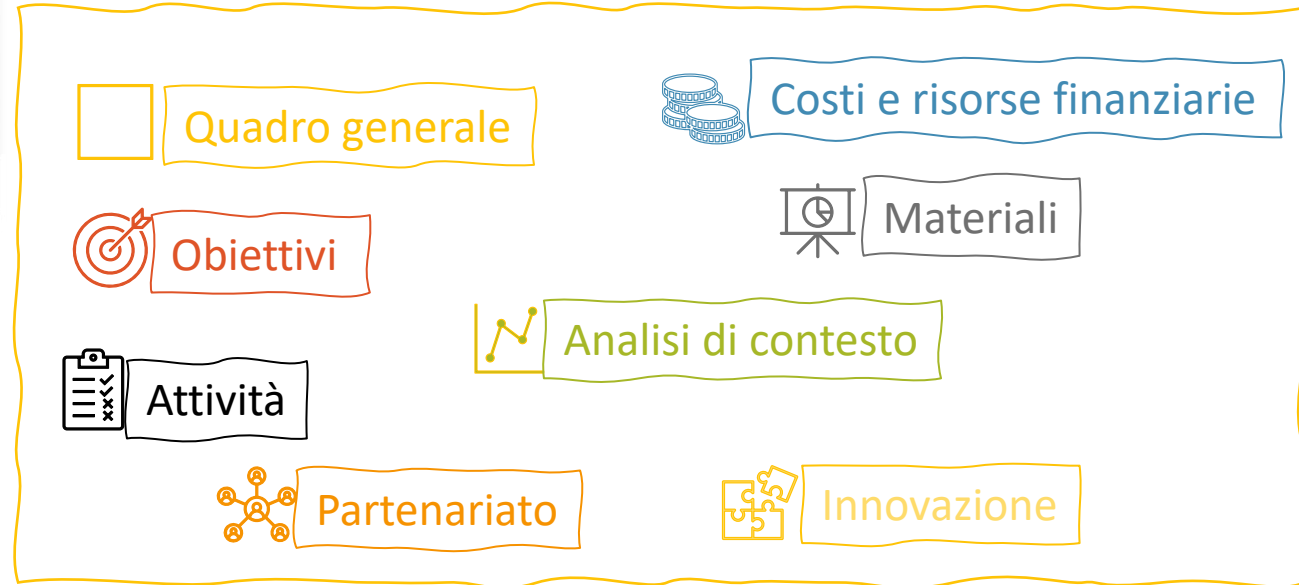 Quadro generale
Costi e risorse finanziarie
Obiettivi
Materiali
Analisi di contesto
Attività
Partenariato
Innovazione